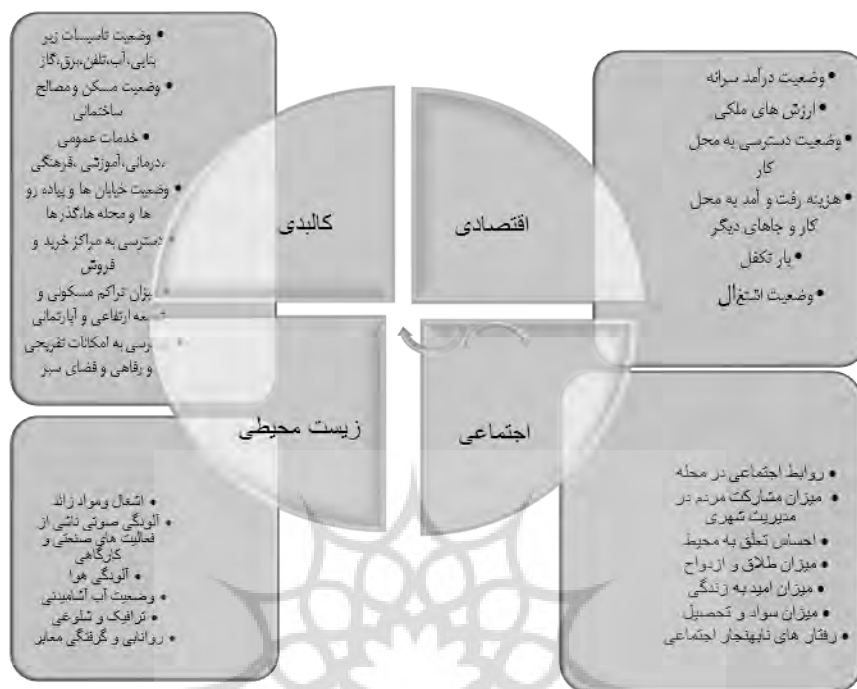 • وضعیت درآمد سرانه
• ارزش های ملکی
• وضعیت دسترسی به محل
کار
• هزینه رفت و آمد به محل
کار و جاهای دیگر
• بار تکفل
• وضعیت اشتغال
اقتصادی
کالبدی
• وضعیت تاسیسات زیر
بنایی،آب،تلفن،برق،گاز
• وضعیت مسکن و مصالح
ساختمانی
• خدمات عمومی
،درمانی،آموزشی،فرهنگی
• وضعیت خیابان ها و پیاده رو
ها و محله ها،گذرها
• دسترسی به مراکز خرید و
فروش
تراکم مسکونی و
ارتفاعی و آپارتمانی
به امکانات تفریحی
و رفاهی و فضای سبز
اجتماعی
• روابط اجتماعی در محله
• میزان مشارکت مردم در
مدیریت شهری
• احساس تعلق به محیط
• میزان طلاق و ازدواج
• میزان امید به زندگی
• میزان سواد و تحصیل
• رفتار های نابهنجار اجتماعی
زیست محیطی
• اشغال ومواد زائد
• آلودگی صوتی ناشی از
فعالیت های صنعتی و
کارگاهی
• آلودگی هوا
• وضعیت آب آشامیدنی
• ترافیک و شلوغی
• روانابی و گرفتگی معابر